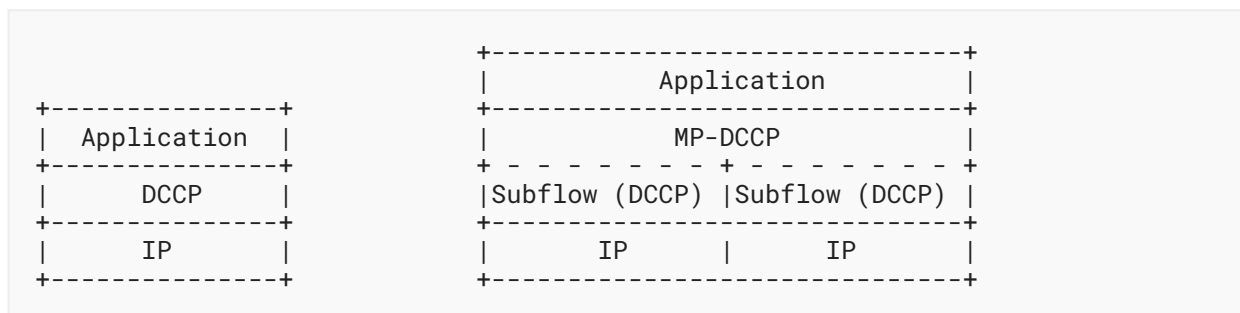 +------------------------------+
                             |          Application         |
+---------------+            +------------------------------+
|  Application  |            |            MP-DCCP           |
+---------------+            + - - - - - - - + - - - - - - - +
|      DCCP     |            |Subflow (DCCP) |Subflow (DCCP) |
+---------------+            +------------------------------+
|      IP       |            |       IP      |      IP       |
+---------------+            +------------------------------+